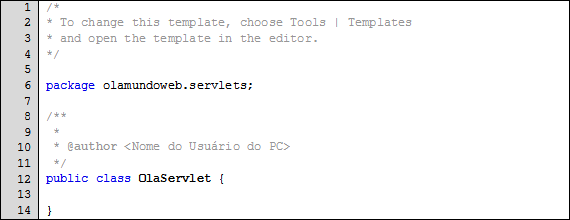 1 /*
2 * To change this template, choose Tools | Templates
3 * and open the template in the editor.
4 */
5
6 package olamundoweb.servlets;
7
8 /**
9 *
10 * @author <Nome do Usuário do PC>
11 */
12 public class OlaServlet {
13
14 }